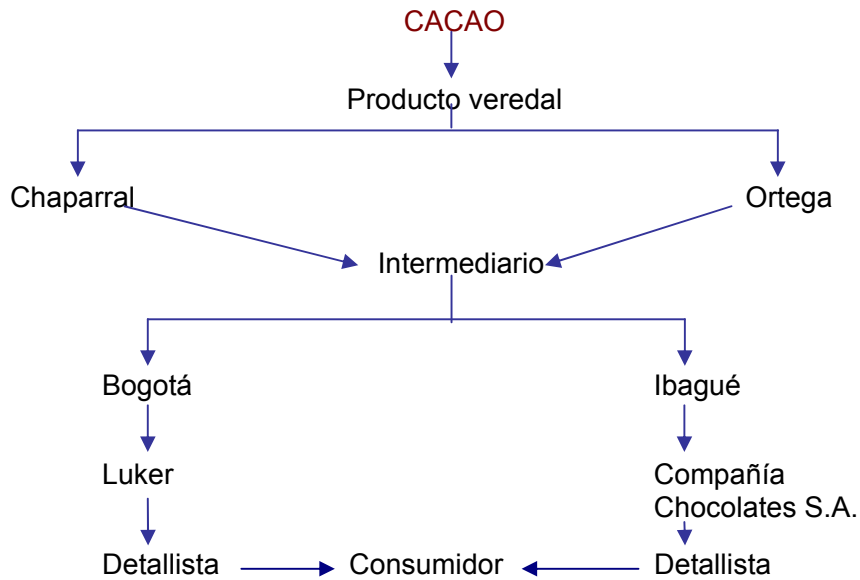 CACAO
Producto veredal
Chaparral
Ortega
Intermediario
Bogotá
Ibagué
Luker
Compañía
Chocolates S.A.
Detallista
Consumidor
Detallista